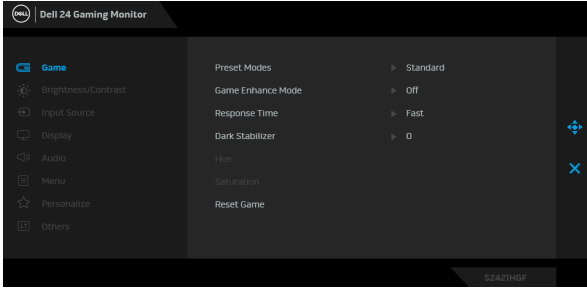 DELL Dell 24 Gaming Monitor
Game
Preset Modes Standard
Brightness/Contrast
Game Enhance Mode Off
Input Source
Response Time Fast
Display
Dark Stabilizer 0
Audio
Hue
Menu
Saturation
Personalize
Reset Game
Others
S2421HGF